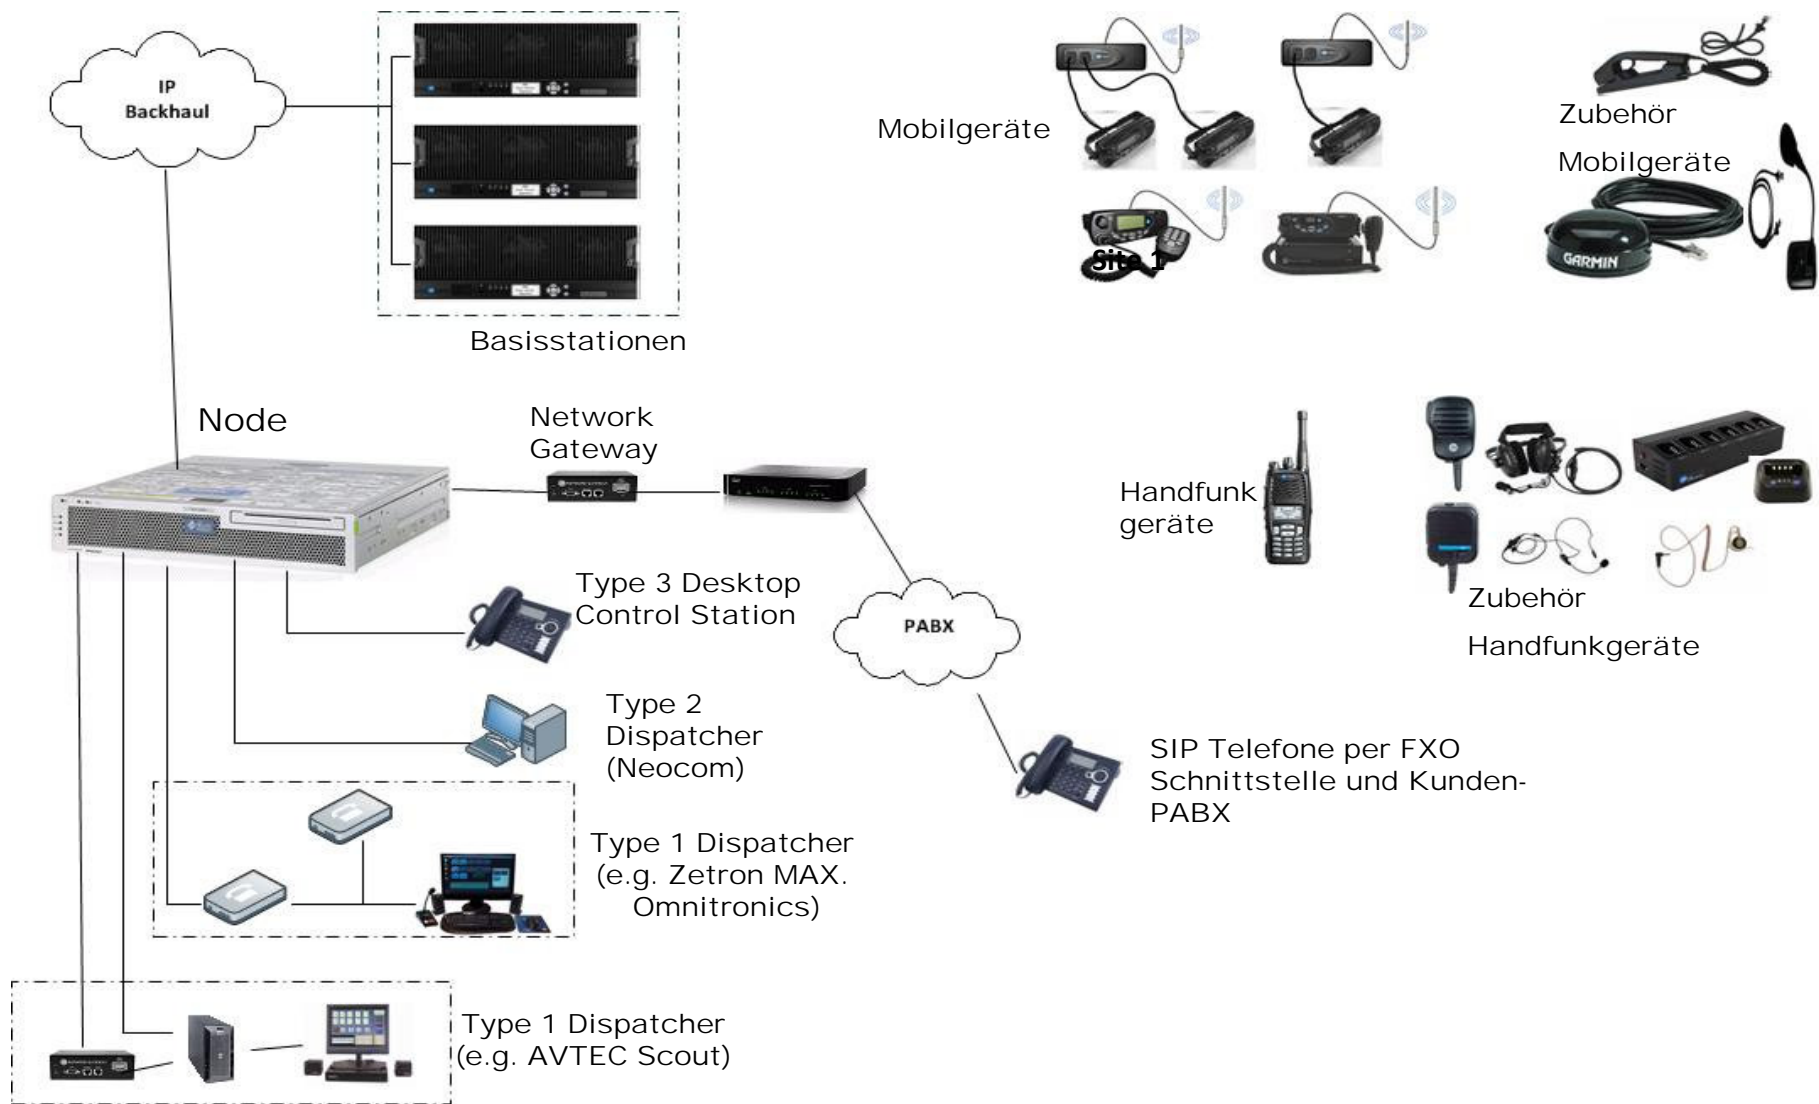 IP
Backhaul
Basisstationen
Mobilgeräte
Site 1
Zubehör
Mobilgeräte
GARMIN
Node
Network
Gateway
Handfunk
geräte
Zubehör
Handfunkgeräte
Type 3 Desktop
Control Station
PABX
Type 2
Dispatcher
(Neocom)
SIP Telefone per FXO
Schnittstelle und Kunden-
PABX
Type 1 Dispatcher
(e.g. Zetron MAX.
Omnitronics)
Type 1 Dispatcher
(e.g. AVTEC Scout)